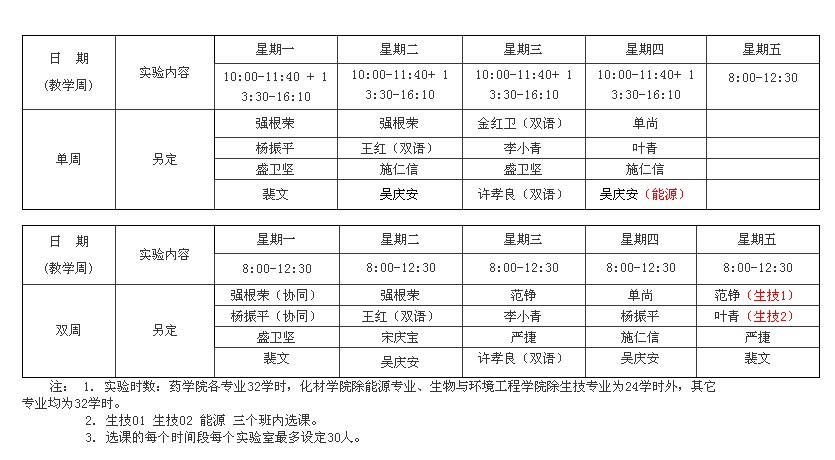 日 期 实验内容 星期一 星期二 星期三 星期四 星期五
(教学周) 10:00-11:40 + 1 10:00-11:40+ 1 10:00-11:40+ 1 10:00-11:40+ 1 8:00-12:30
3:30-16:10 3:30-16:10 3:30-16:10 3:30-16:10
单周 另定 强根荣 强根荣 金红卫（双语） 单尚
杨振平 王红（双语） 李小青 叶青
盛卫坚 施仁信 盛卫坚 施仁信
裴文 吴庆安 许孝良（双语） 吴庆安（能源）
日 期 实验内容 星期一 星期二 星期三 星期四 星期五
(教学周) 8:00-12:30 8:00-12:30 8:00-12:30 8:00-12:30 8:00-12:30
双周 另定 强根荣（协同） 强根荣 范铮 单尚 范铮（生技1）
杨振平（协同） 王红（双语） 李小青 杨振平 叶青（生技2）
盛卫坚 宋庆宝 严捷 施仁信 严捷
裴文 吴庆安 许孝良（双语） 吴庆安 裴文
注： 1. 实验时数：药学院各专业32学时，化材学院除能源专业、生物与环境工程学院除生技专业为24学时外，其它
专业均为32学时。
2. 生技01 生技02 能源 三个班内选课。
3. 选课的每个时间段每个实验室最多设定30人。